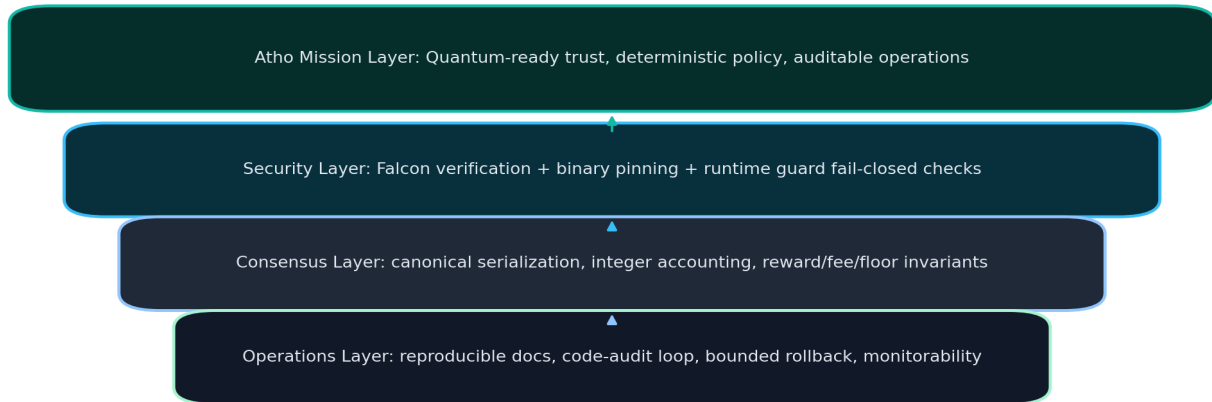 Atho Mission Layer: Quantum-ready trust, deterministic policy, auditable operations
Security Layer: Falcon verification + binary pinning + runtime guard fail-closed checks
Consensus Layer: canonical serialization, integer accounting, reward/fee/floor invariants
Operations Layer: reproducible docs, code-audit loop, bounded rollback, monitorability